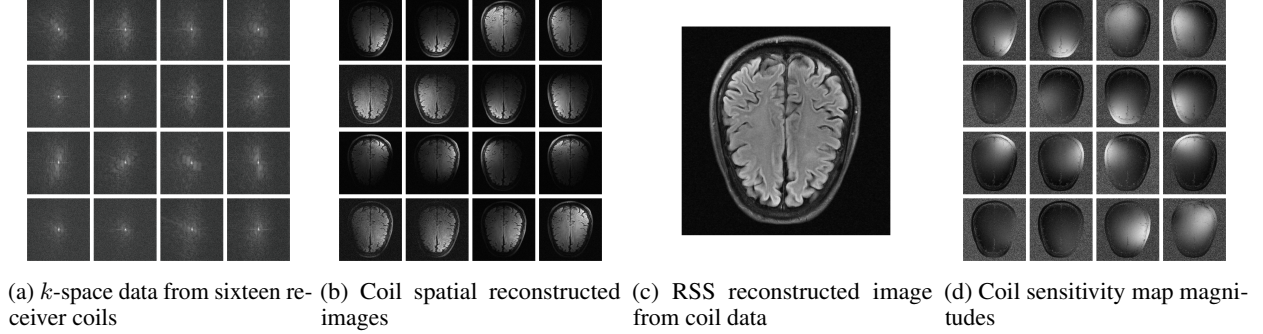 (a) k-space data from sixteen re-
ceiver coils
(b) Coil spatial reconstructed
images
(c) RSS reconstructed image
from coil data
(d) Coil sensitivity map magni-
tudes